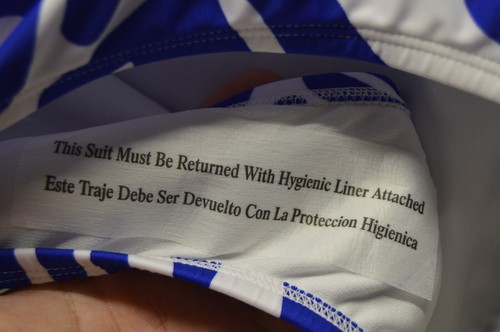 This Suit Must Be Returned With Hygienic Liner Attached
Este Traje Debe Ser Devuelto Con La Proteccion Higienica